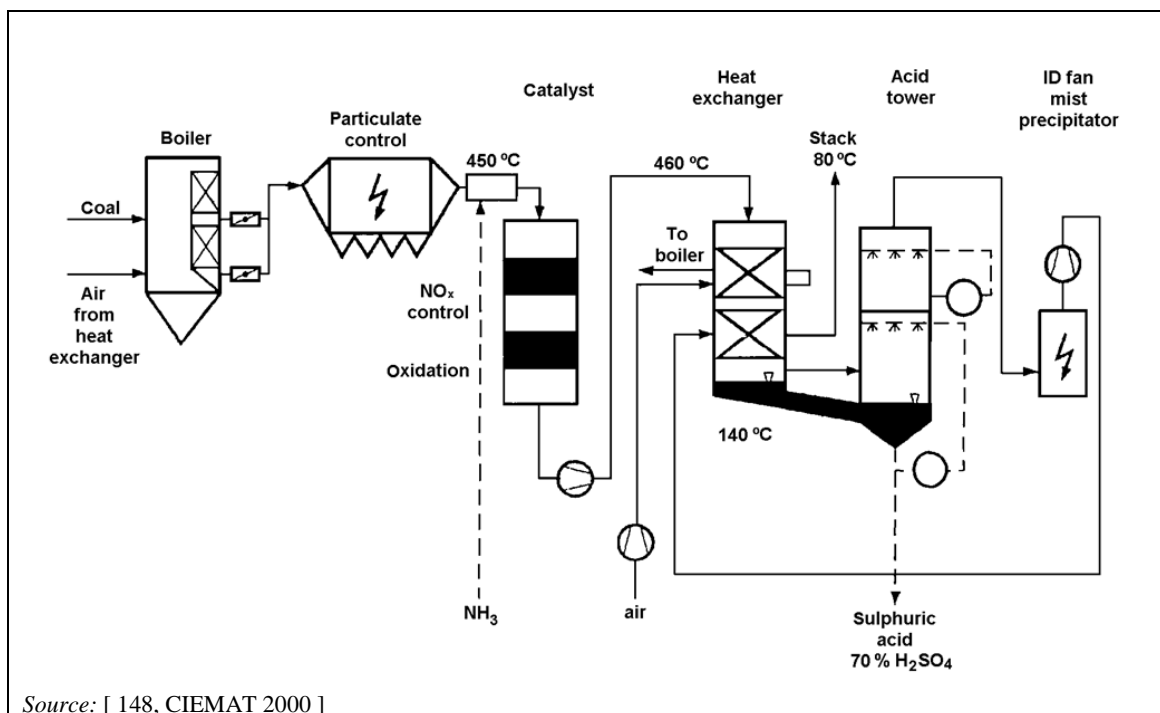 Catalyst
Heat
exchanger
Acid
tower
ID fan
mist
precipitator
Boiler
Particulate
control
450 ºC
460 ºC
Stack
80 ºC
Coal
Air
from
heat
exchanger
To
boiler
NOₓ
control
Oxidation
140 ºC
NH₃
air
Sulphuric
acid
70 % H₂SO₄
Source: [ 148, CIEMAT 2000 ]